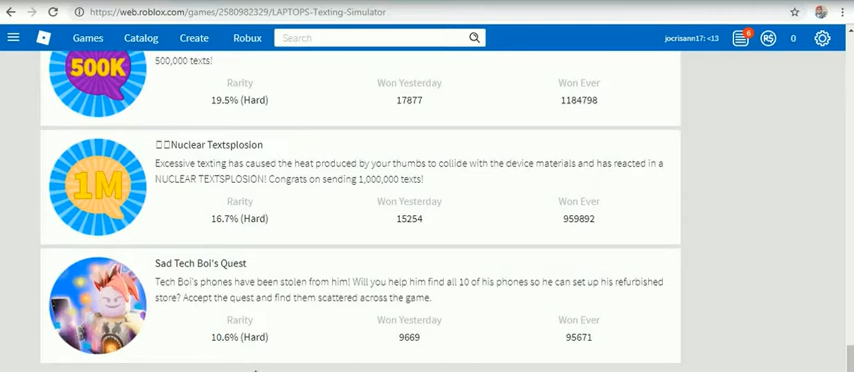 https://web.roblox.com/games/2580982329/LAPTOPS-Texting-Simulator
Games Catalog Create Robux Search jocrisann17: <13 6 R$ 0
500K
500,000 texts!
Rarity Won Yesterday Won Ever
19.5% (Hard) 17877 1184798
1M
Nuclear Textsplosion
Excessive texting has caused the heat produced by your thumbs to collide with the device materials and has reacted in a
NUCLEAR TEXTSPLOSION! Congrats on sending 1,000,000 texts!
Rarity Won Yesterday Won Ever
16.7% (Hard) 15254 959892
Sad Tech Boi's Quest
Tech Boi's phones have been stolen from him! Will you help him find all 10 of his phones so he can set up his refurbished
store? Accept the quest and find them scattered across the game.
Rarity Won Yesterday Won Ever
10.6% (Hard) 9669 95671